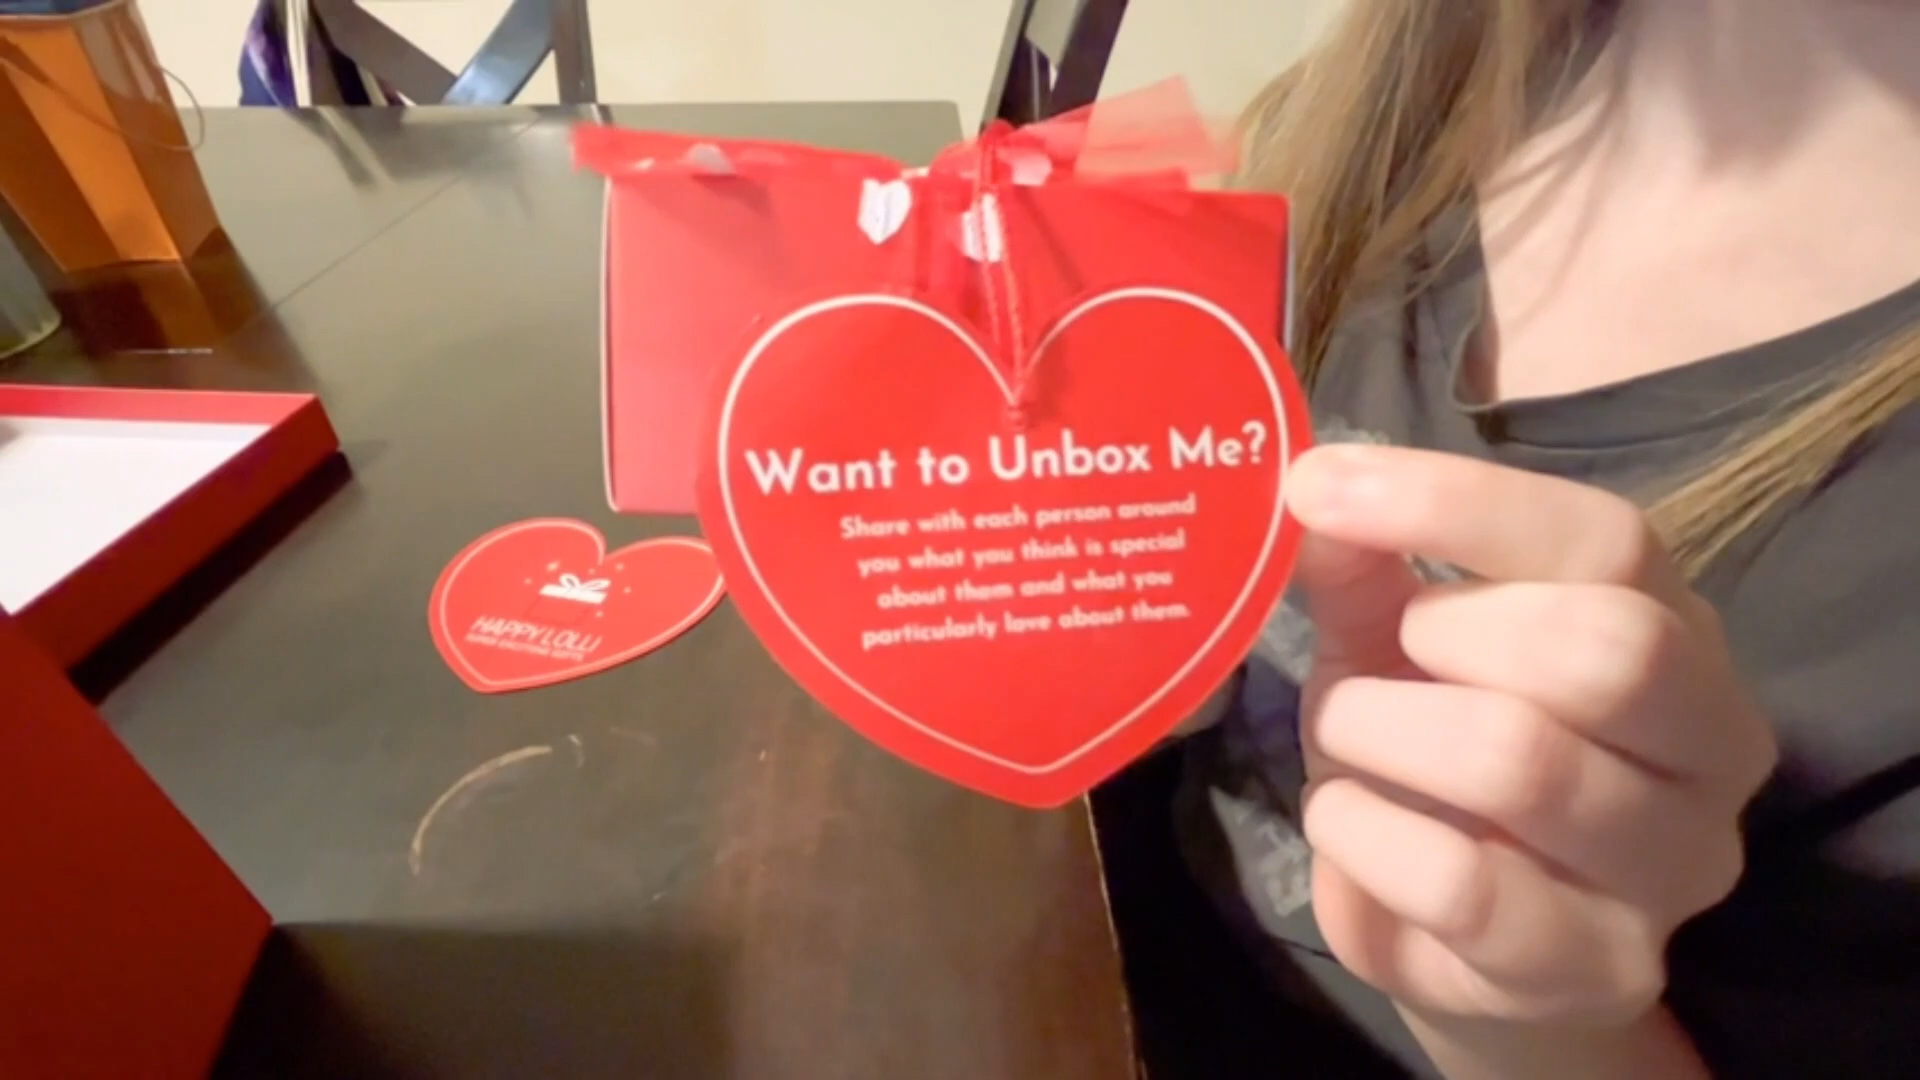 Want to Unbox Me?
Share with each person around
you what you think is special
about them and what you
particularly love about them.
HAPPY LOLLI